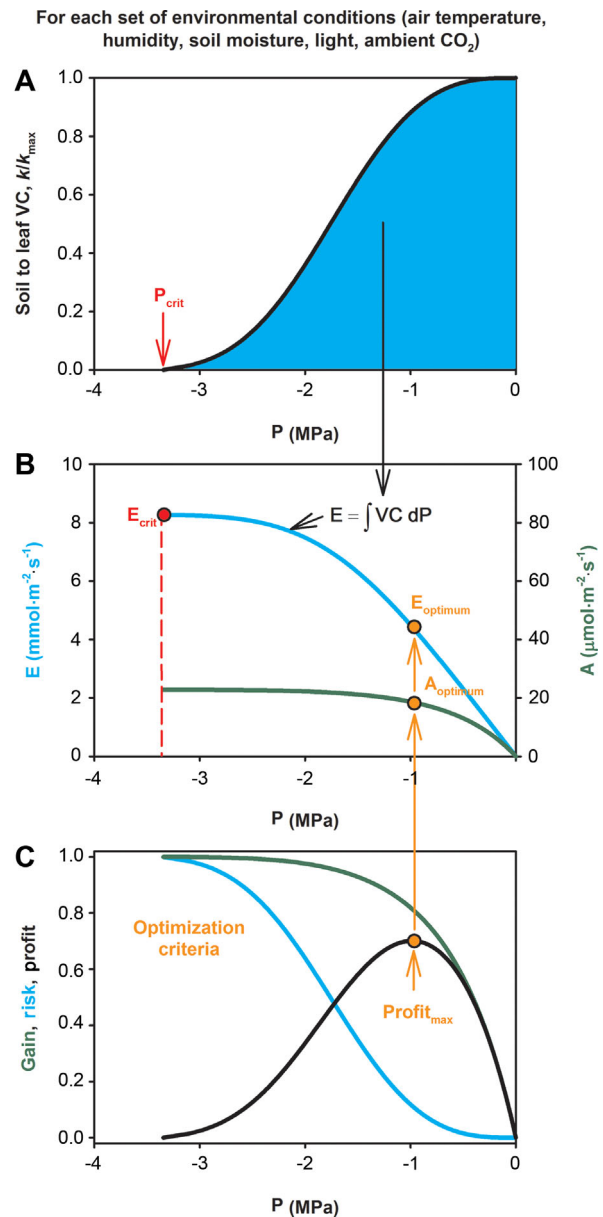 For each set of environmental conditions (air temperature,
humidity, soil moisture, light, ambient CO₂)
A
Soil to leaf VC, k/kmax
1.0
0.8
0.6
0.4
0.2
0.0
Pcrit
-4
-3
-2
-1
0
P (MPa)
B
E (mmol·m⁻²·s⁻¹)
10
8
6
4
2
0
Ecrit
E = ∫ VC dP
Eoptimum
Aoptimum
100
80
60
40
20
0
A (μmol·m⁻²·s⁻¹)
-4
-3
-2
-1
0
P (MPa)
C
Gain, risk, profit
1.0
0.8
0.6
0.4
0.2
0.0
Optimization
criteria
Profitmax
-4
-3
-2
-1
0
P (MPa)